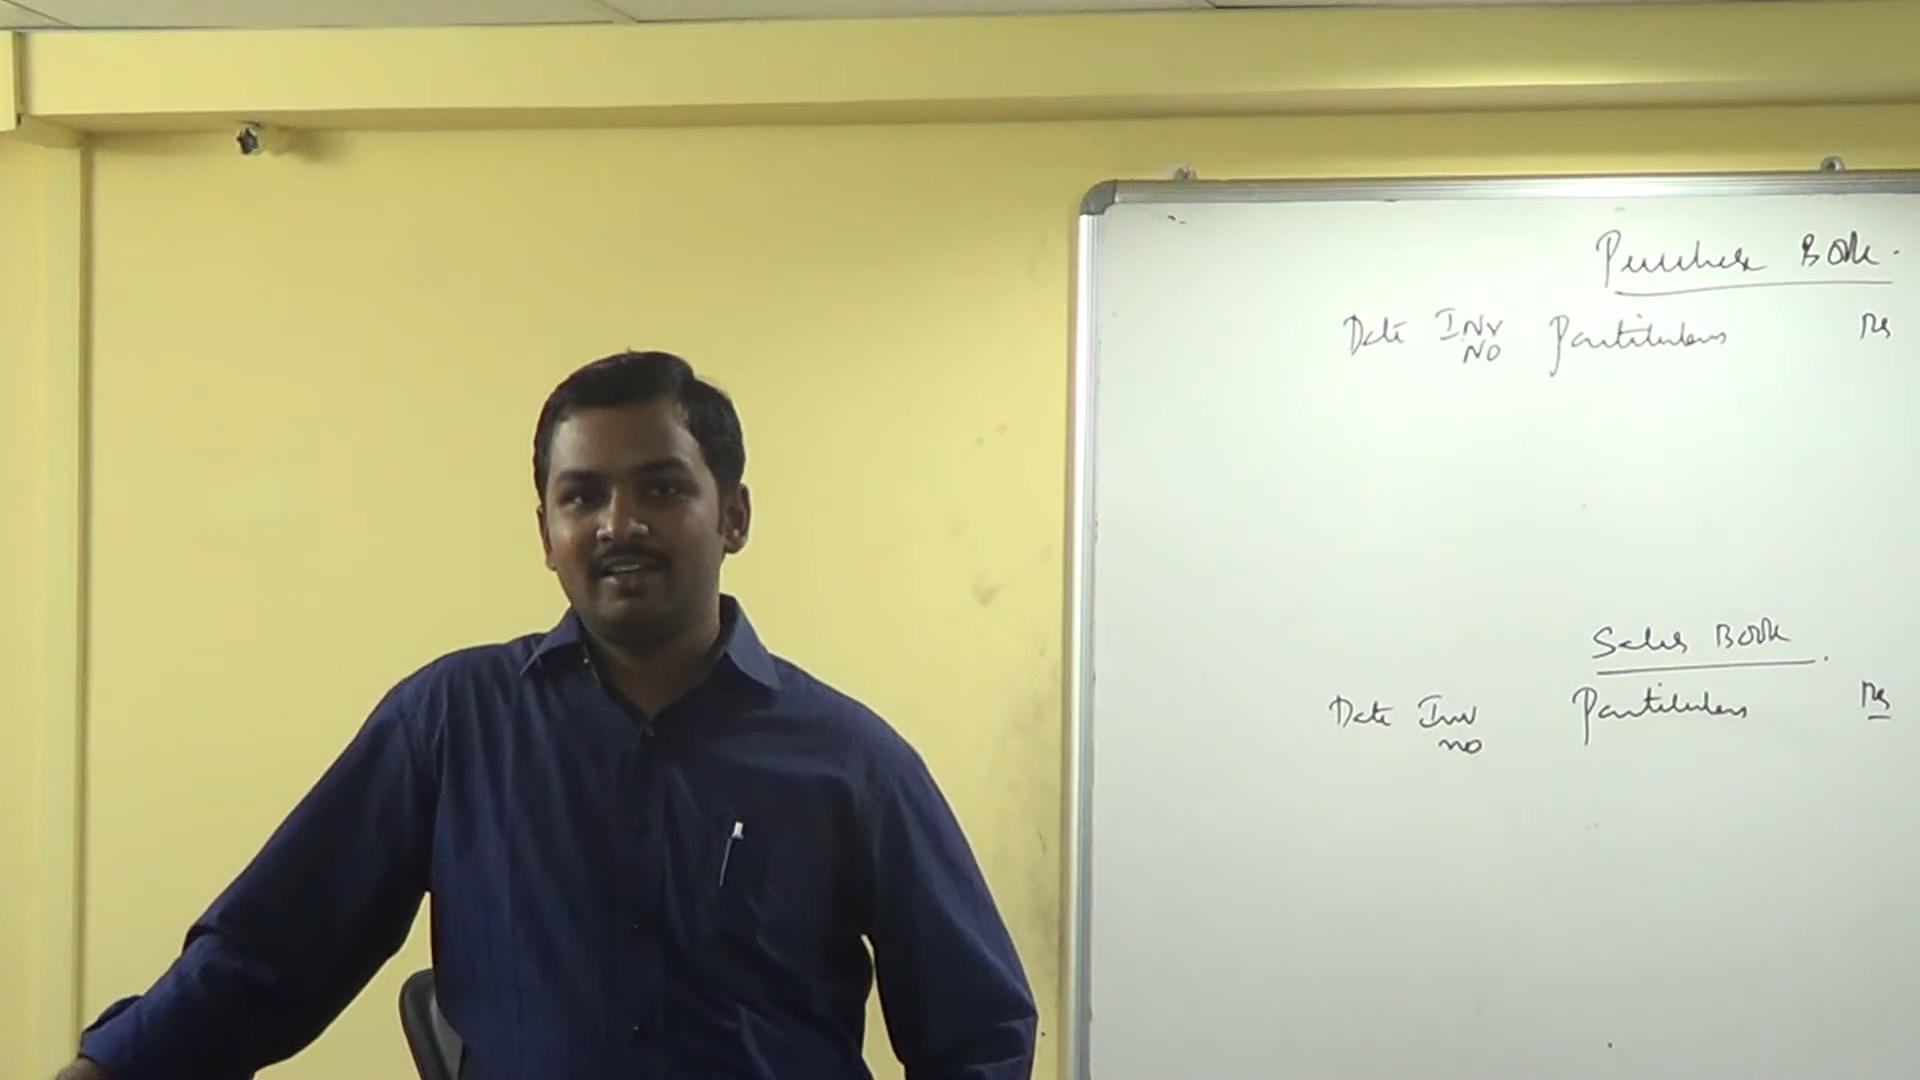 Purchase Book.
Date INV NO Particulars Rs
Sales Book.
Date Inv no Particulars Rs